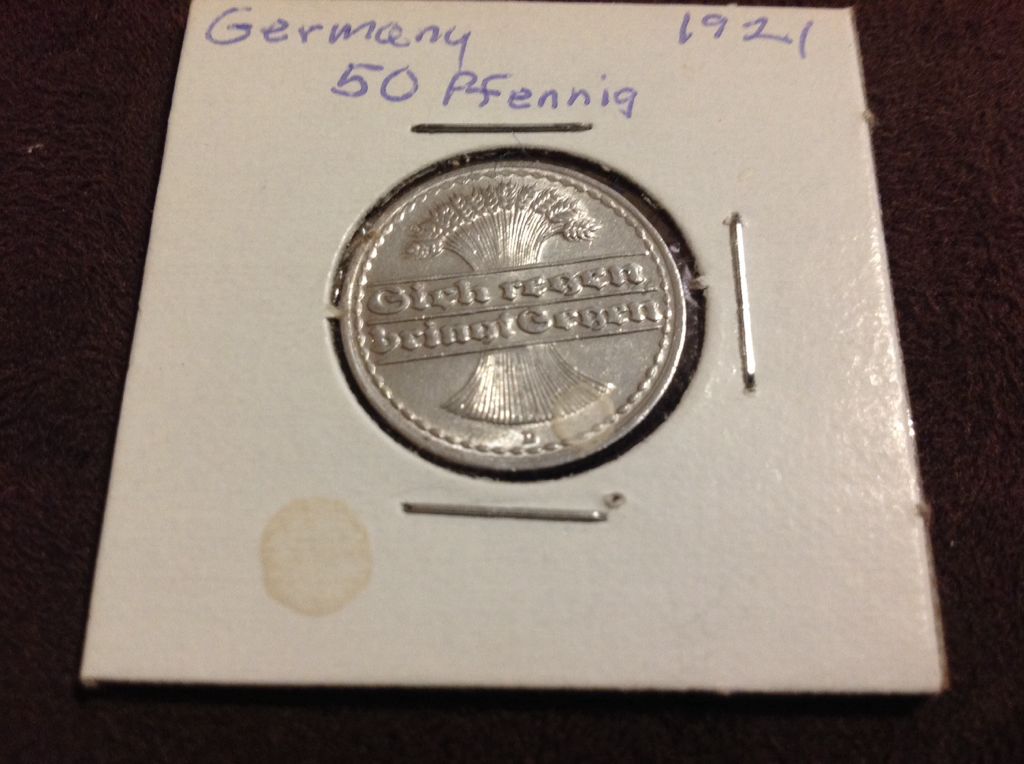 Germany 1921
50 Pfennig
Sich regen,
bringt Segen
D